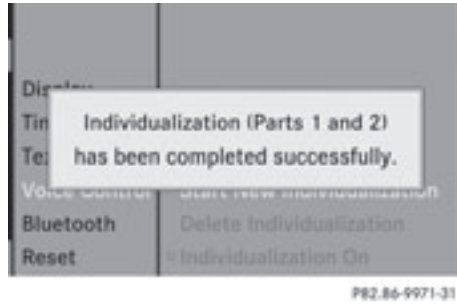 Display
Individualization (Parts 1 and 2)
has been completed successfully.
Voice Control Start New Individualization
Bluetooth Delete Individualization
Reset Individualization On
P82.86-9971-31